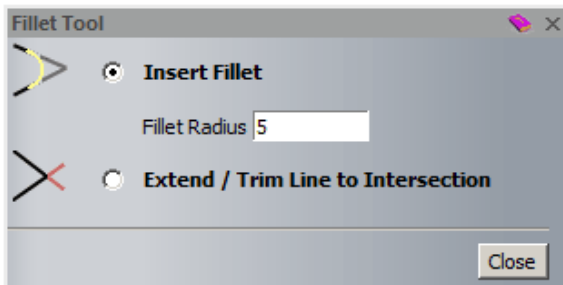 Fillet Tool
Insert Fillet
Fillet Radius 5
Extend / Trim Line to Intersection
Close